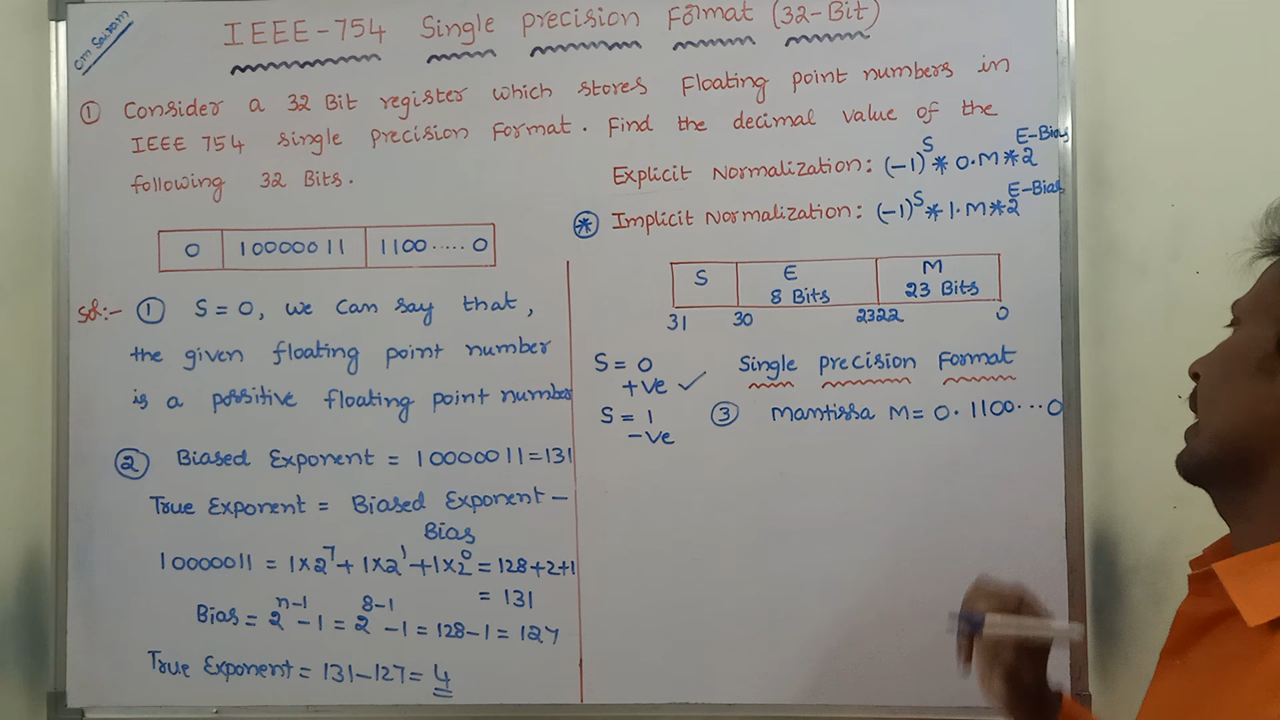 Om Sairam
IEEE-754 Single precision Format (32-Bit)
① Consider a 32 Bit register which stores Floating point numbers in
IEEE 754 single precision Format. Find the decimal value of the
following 32 Bits.
Explicit Normalization: (-1)^S * 0.M * 2^E-Bias
⊛ Implicit Normalization: (-1)^S * 1.M * 2^E-Bias
0 10000011 1100.....0
Sol:- ① S=0, we can say that,
the given floating point number
is a possitive floating point number
② Biased Exponent = 10000011=131
True Exponent = Biased Exponent -
Bias
10000011 = 1×2^7 + 1×2^1 + 1×2^0 = 128+2+1
= 131
Bias = 2^n-1 - 1 = 2^8-1 - 1 = 128-1 = 127
True Exponent = 131-127 = 4
S E M
8 Bits 23 Bits
31 30 23 22 0
S=0 Single precision Format
+ve ✓
S=1 ③ Mantissa M= 0.1100...0
-ve